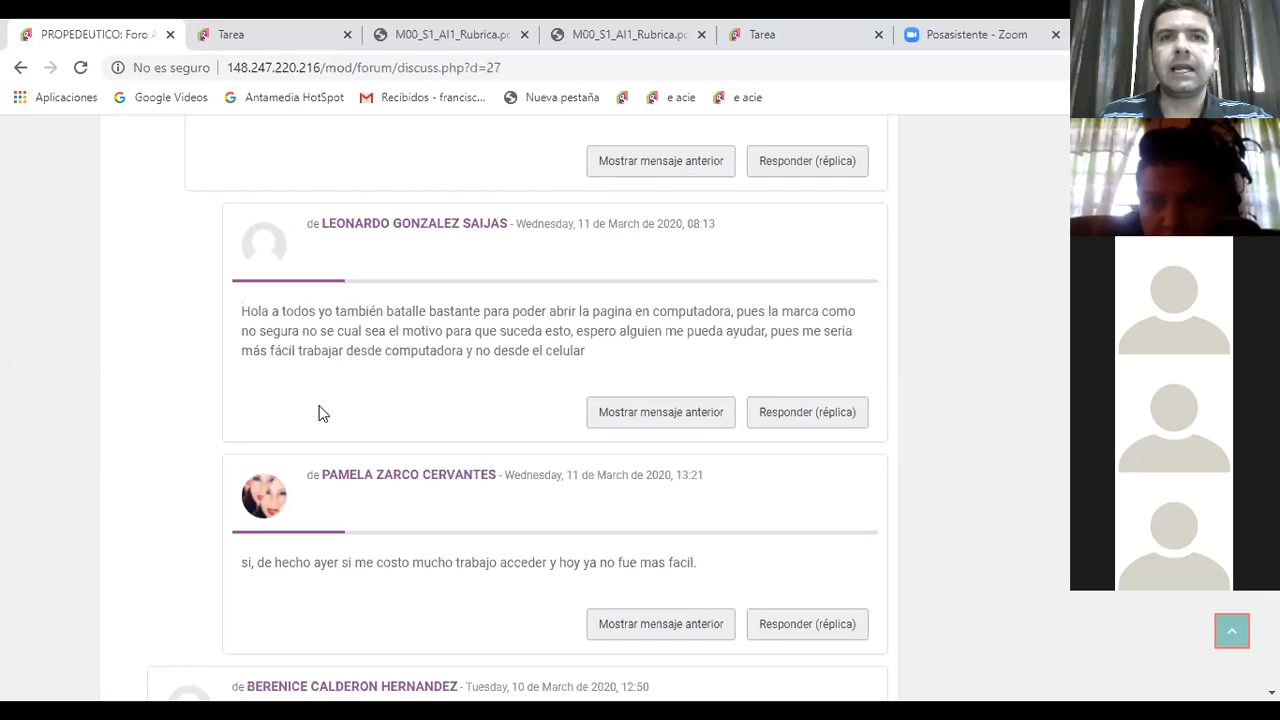 PROPEDEUTICO: Foro A
Tarea
M00_S1_AI1_Rubrica.pc
M00_S1_AI1_Rubrica.pc
Tarea
Posasistente - Zoom
No es seguro
148.247.220.216/mod/forum/discuss.php?d=27
Aplicaciones
Google Videos
Antamedia HotSpot
Recibidos - francisc...
Nueva pestaña
e acie
e acie
Mostrar mensaje anterior
Responder (réplica)
de LEONARDO GONZALEZ SAIJAS - Wednesday, 11 de March de 2020, 08:13
Hola a todos yo también batalle bastante para poder abrir la pagina en computadora, pues la marca como
no segura no se cual sea el motivo para que suceda esto, espero alguien me pueda ayudar, pues me seria
más fácil trabajar desde computadora y no desde el celular
Mostrar mensaje anterior
Responder (réplica)
de PAMELA ZARCO CERVANTES - Wednesday, 11 de March de 2020, 13:21
si, de hecho ayer si me costo mucho trabajo acceder y hoy ya no fue mas facil.
Mostrar mensaje anterior
Responder (réplica)
de BERENICE CALDERON HERNANDEZ - Tuesday, 10 de March de 2020, 12:50